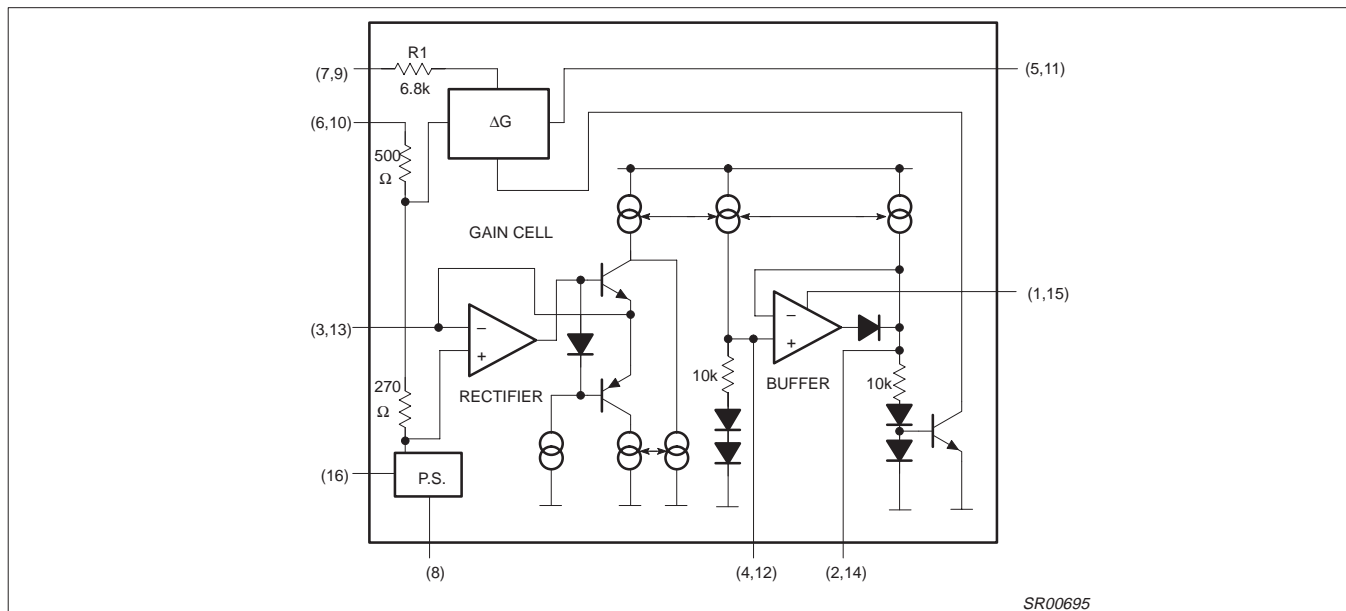 R1
(7,9)
6.8k
(5,11)
(6,10)
ΔG
500
Ω
GAIN CELL
(1,15)
(3,13)
−
+
−
+
10k
BUFFER
10k
270
Ω
RECTIFIER
(16)
P.S.
(8)
(4,12)
(2,14)
SR00695